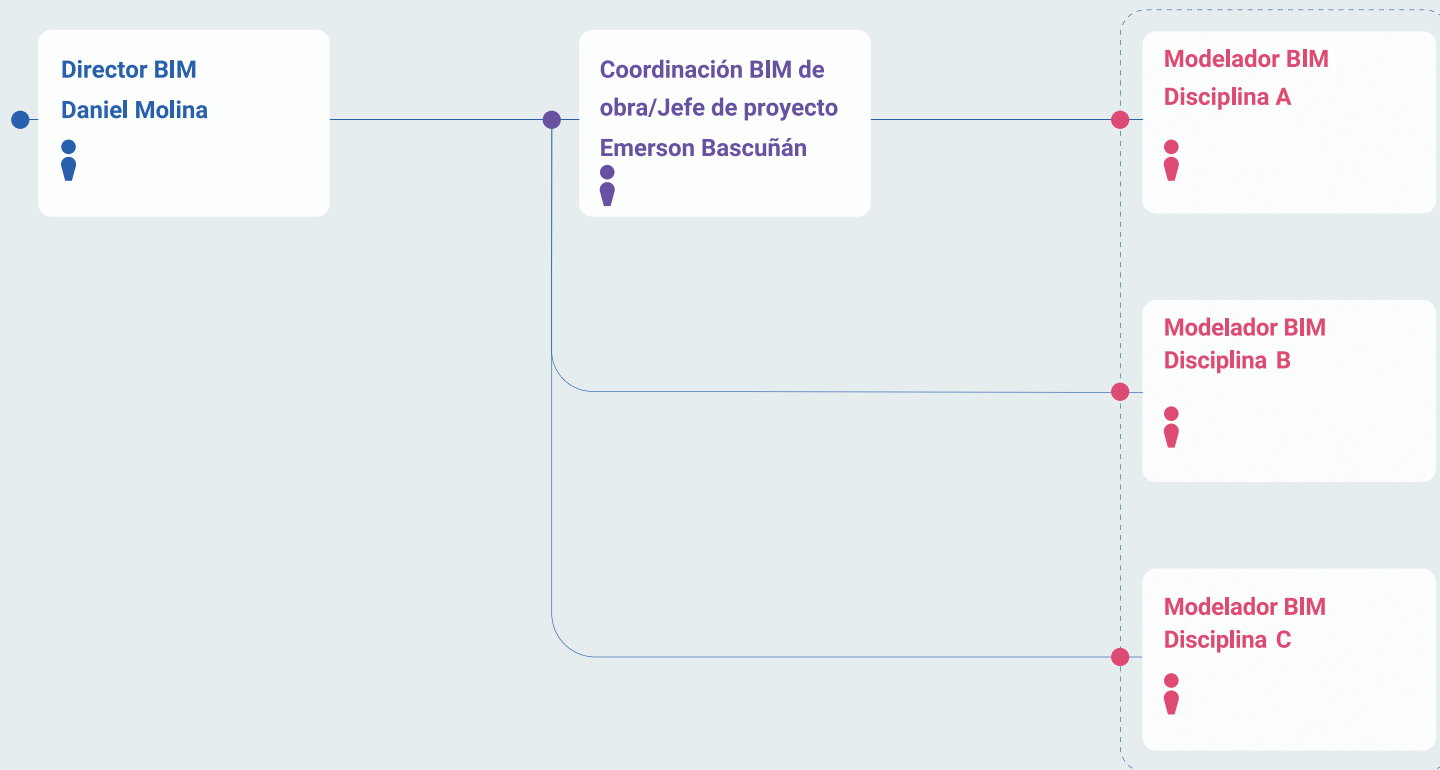 Director BIM
Daniel Molina
Coordinación BIM de
obra/Jefe de proyecto
Emerson Bascuñán
Modelador BIM
Disciplina A
Modelador BIM
Disciplina B
Modelador BIM
Disciplina C